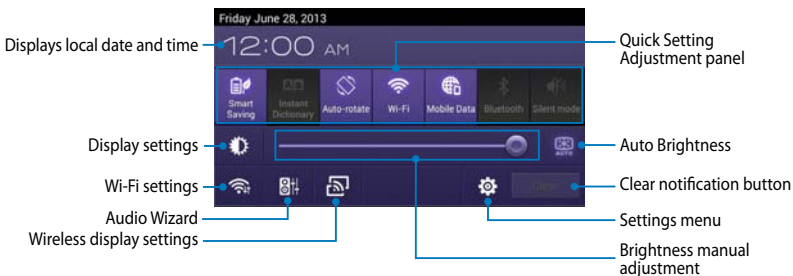 Friday June 28, 2013
Displays local date and time
12:00 AM
Quick Setting
Adjustment panel
Smart
Saving
Instant
Dictionary
Auto-rotate
Wi-Fi
Mobile Data
Bluetooth
Silent mode
Display settings
AUTO
Auto Brightness
Wi-Fi settings
Clear
Clear notification button
Audio Wizard
Settings menu
Wireless display settings
Brightness manual
adjustment